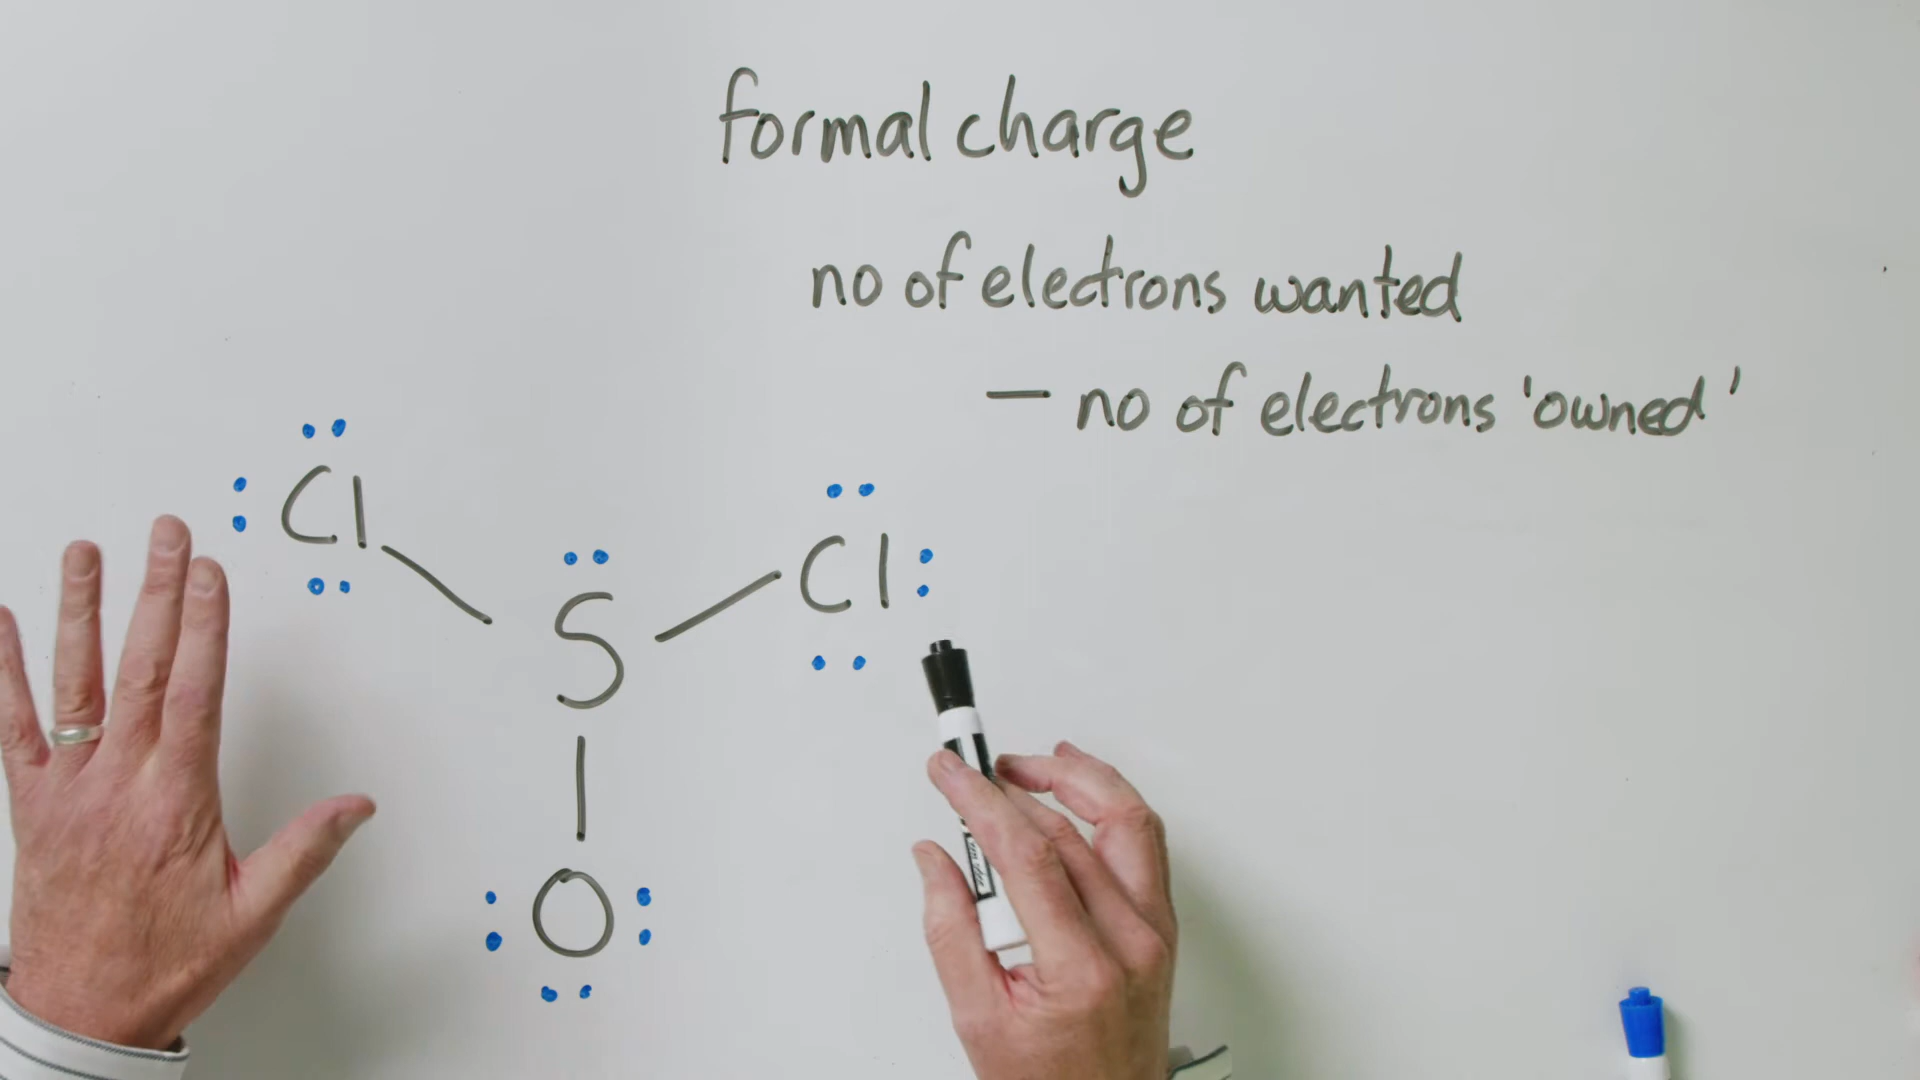 formal charge
no of electrons wanted
— no of electrons 'owned'
Cl
Cl
S
O